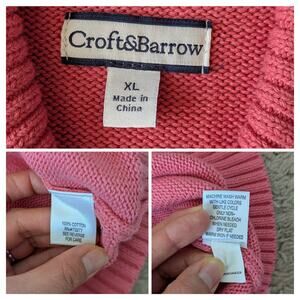 Croft&Barrow
XL
Made in
China
100% COTTON
SEE REVERSE
FOR CARE
MACHINE WASH WARM
WITH LIKE COLORS
GENTLE CYCLE
ONLY NON-
CHLORINE BLEACH
WHEN NEEDED
DRY FLAT
WARM IRON IF NEEDED